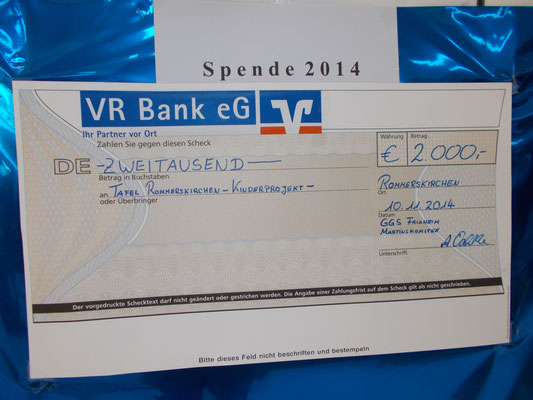 Spende 2014
VR Bank eG
Ihr Partner vor Ort
Zahlen Sie gegen diesen Scheck
Währung Betrag
DE -ZWEITAUSEND- € 2.000,-
Betrag in Buchstaben
an TAFEL ROMMERSKIRCHEN - KINDERPROJEKT -
oder Überbringer
ROMMERSKIRCHEN
Ort
10.11.2014
Datum
GGS FRIXHEIM
MARTINSKOMITEE
Unterschrift
Der vorgedruckte Schecktext darf nicht geändert oder gestrichen werden. Die Angabe einer Zahlungsfrist auf dem Scheck gilt als nicht geschrieben.
Bitte dieses Feld nicht beschriften und bestempeln